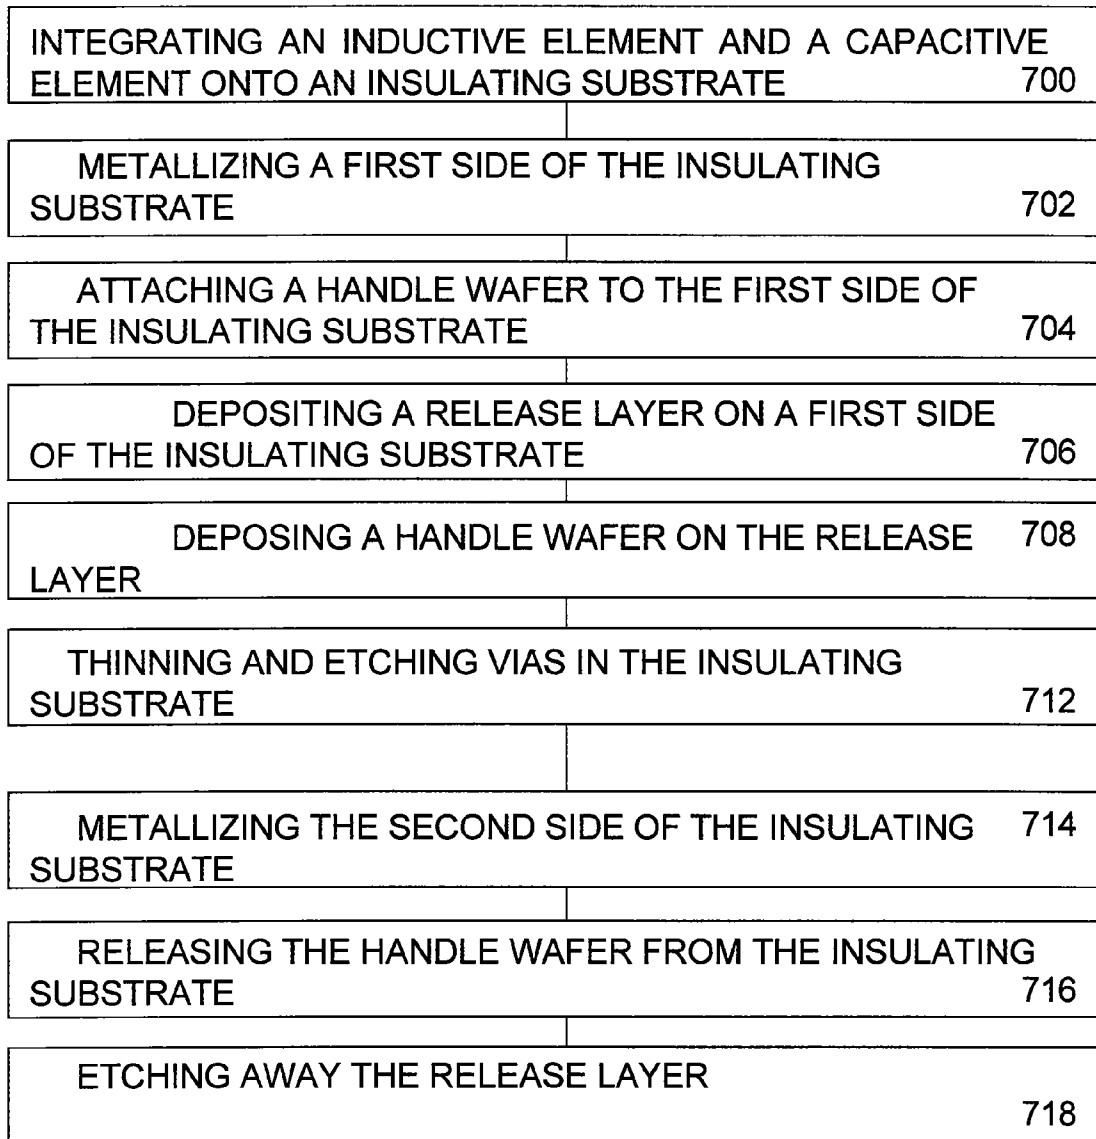 INTEGRATING AN INDUCTIVE ELEMENT AND A CAPACITIVE
ELEMENT ONTO AN INSULATING SUBSTRATE 700
METALLIZING A FIRST SIDE OF THE INSULATING
SUBSTRATE 702
ATTACHING A HANDLE WAFER TO THE FIRST SIDE OF
THE INSULATING SUBSTRATE 704
DEPOSITING A RELEASE LAYER ON A FIRST SIDE
OF THE INSULATING SUBSTRATE 706
DEPOSING A HANDLE WAFER ON THE RELEASE 708
LAYER
THINNING AND ETCHING VIAS IN THE INSULATING
SUBSTRATE 712
METALLIZING THE SECOND SIDE OF THE INSULATING 714
SUBSTRATE
RELEASING THE HANDLE WAFER FROM THE INSULATING
SUBSTRATE 716
ETCHING AWAY THE RELEASE LAYER
718